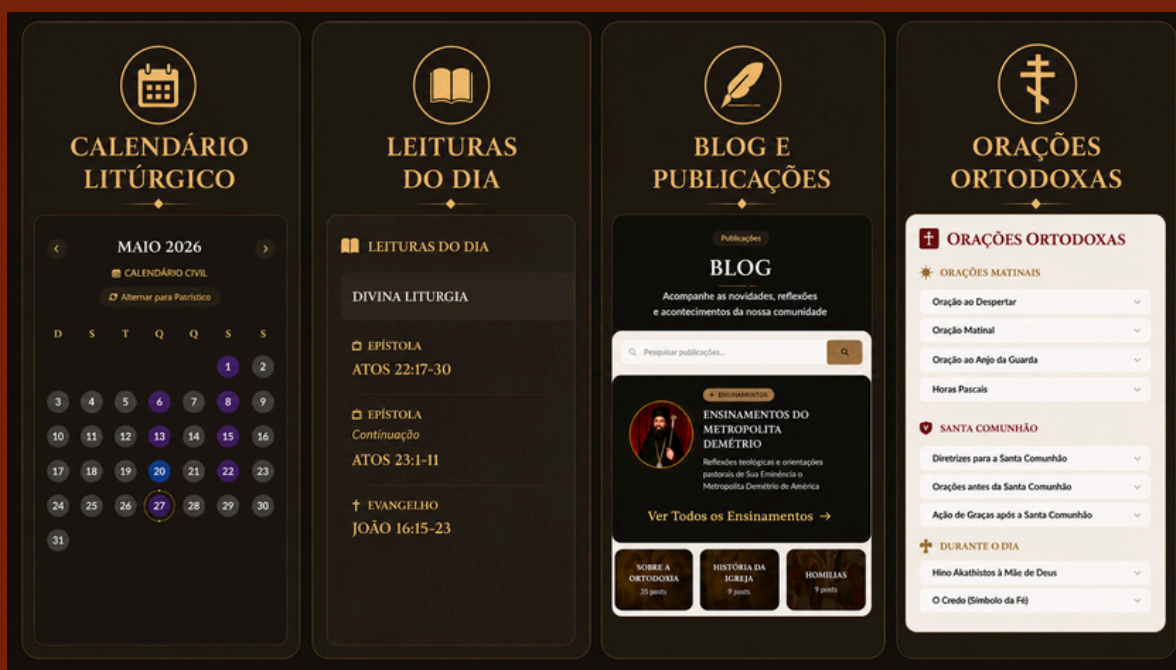 CALENDÁRIO
LITÚRGICO
MAIO 2026
CALENDÁRIO CIVIL
Alternar para Patrístico
D S T Q Q S S
1 2
3 4 5 6 7 8 9
10 11 12 13 14 15 16
17 18 19 20 21 22 23
24 25 26 27 28 29 30
31
LEITURAS
DO DIA
LEITURAS DO DIA
DIVINA LITURGIA
EPÍSTOLA
ATOS 22:17-30
EPÍSTOLA
Continuação
ATOS 23:1-11
EVANGELHO
JOÃO 16:15-23
BLOG E
PUBLICAÇÕES
Publicações
BLOG
Acompanhe as novidades, reflexões
e acontecimentos da nossa comunidade
Pesquisar publicações...
ENSINAMENTOS
ENSINAMENTOS DO
METROPOLITA
DEMÉTRIO
Reflexões teológicas e orientações
pastorais de Sua Eminência o
Metropolita Demétrio de América
Ver Todos os Ensinamentos →
SOBRE A
ORTODOXIA
35 posts
HISTÓRIA DA
IGREJA
9 posts
HOMILIAS
9 posts
ORAÇÕES
ORTODOXAS
ORAÇÕES ORTODOXAS
ORAÇÕES MATINAIS
Oração ao Despertar
Oração Matinal
Oração ao Anjo da Guarda
Horas Pascais
SANTA COMUNHÃO
Diretrizes para a Santa Comunhão
Orações antes da Santa Comunhão
Ação de Graças após a Santa Comunhão
DURANTE O DIA
Hino Akathistos à Mãe de Deus
O Credo (Símbolo da Fé)